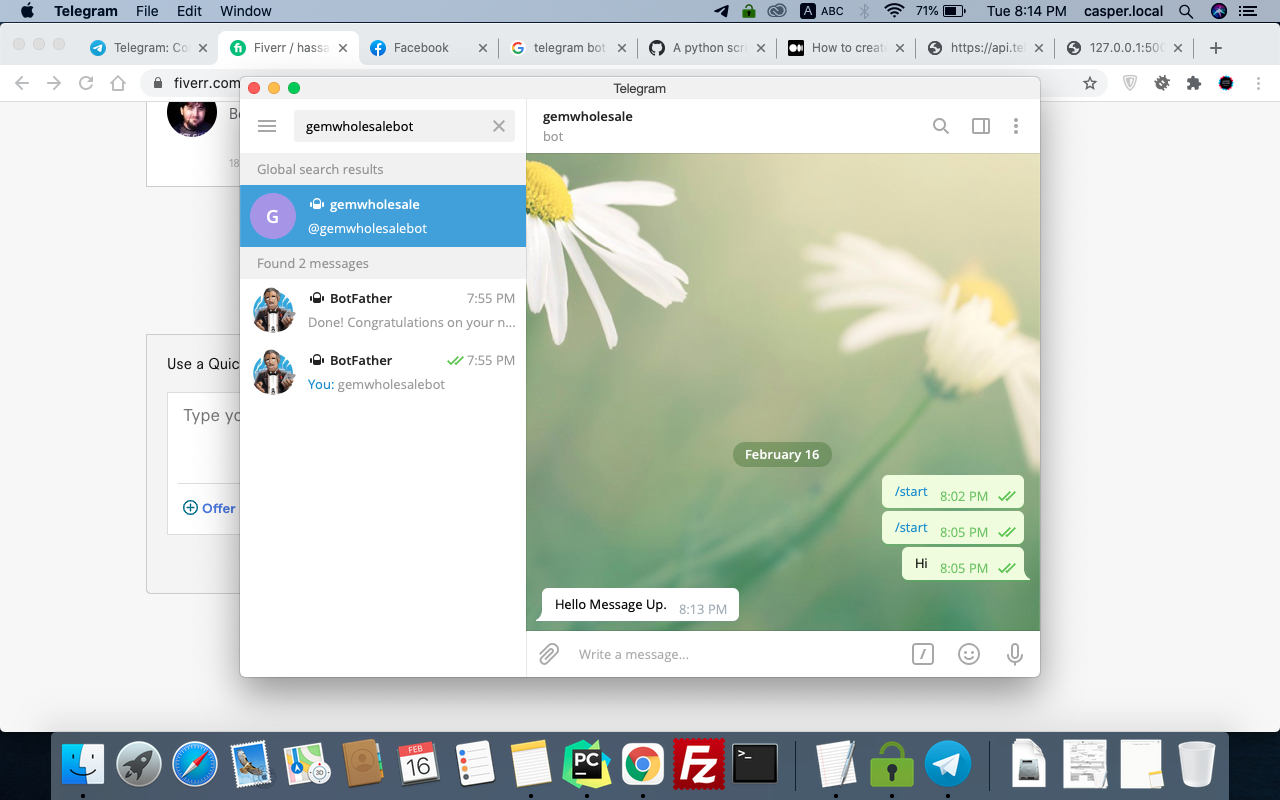 Telegram File Edit Window
A ABC 71% Tue 8:14 PM casper.local
Telegram: Co
Fiverr / hassa
Facebook
telegram bot
A python scri
How to create
https://api.te
127.0.0.1:500
fiverr.com
Telegram
gemwholesalebot
Global search results
G
gemwholesale
@gemwholesalebot
Found 2 messages
BotFather 7:55 PM
Done! Congratulations on your n...
BotFather 7:55 PM
You: gemwholesalebot
gemwholesale
bot
February 16
/start 8:02 PM
/start 8:05 PM
Hi 8:05 PM
Hello Message Up. 8:13 PM
Write a message...
18
Use a Quic
Type yo
Offer
FEB
16
PC
Fz
>_